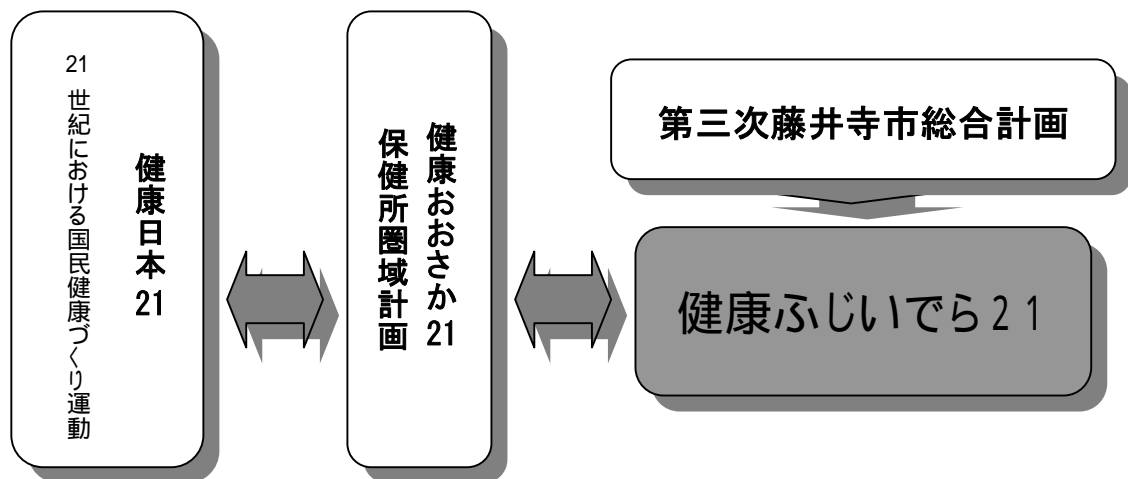 健康日本21
21世紀における国民健康づくり運動
健康おおさか21
保健所圏域計画
第三次藤井寺市総合計画
健康ふじいでら21